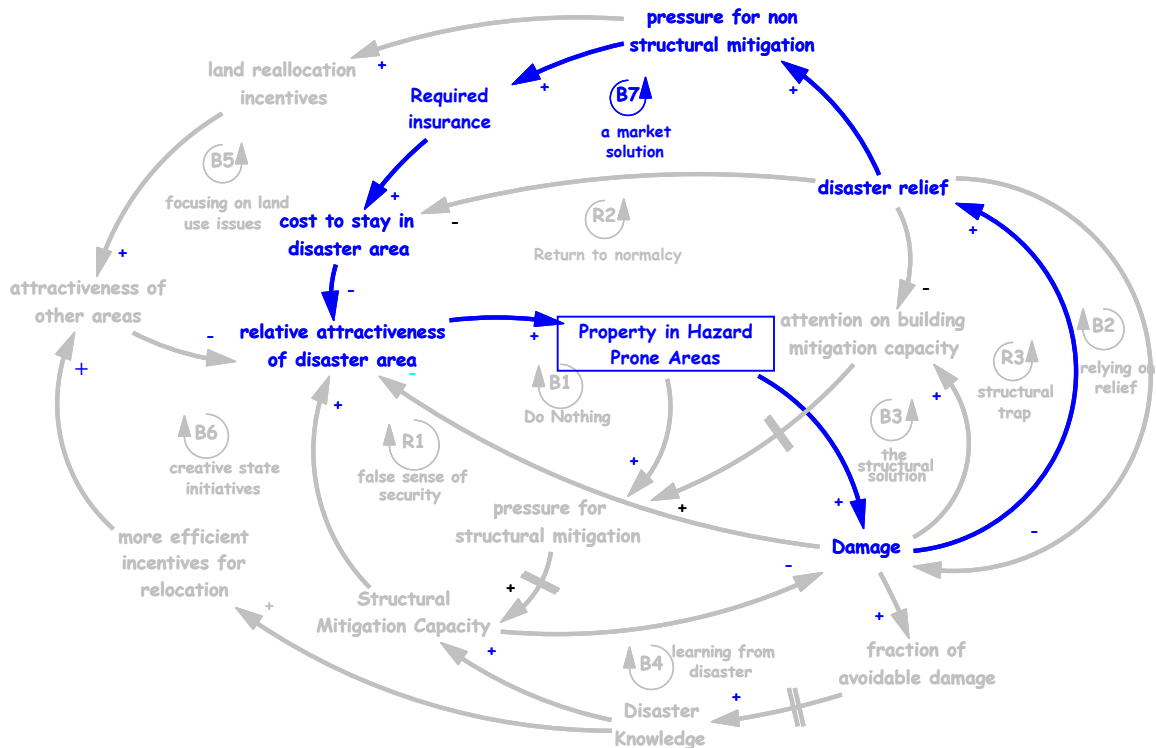 pressure for non
structural mitigation
+
land reallocation
incentives
+
Required
insurance
B7
a market
solution
+
B5
focusing on land
use issues
+
cost to stay in
disaster area
-
R2
Return to normalcy
disaster relief
+
+
attractiveness of
other areas
-
-
relative attractiveness
of disaster area
+
Property in Hazard
Prone Areas
-
attention on building
mitigation capacity
B2
relying on
relief
R3
structural
trap
+
-
+
B1
Do Nothing
+
B3
the
structural
solution
B6
creative state
initiatives
R1
false sense of
security
+
pressure for
structural mitigation
+
+
-
more efficient
incentives for
relocation
Damage
-
+
Structural
Mitigation Capacity
+
+
+
B4
learning from
disaster
fraction of
avoidable damage
+
Disaster
Knowledge